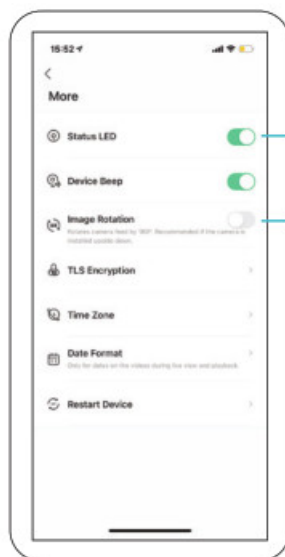 15:52
More
Status LED
Device Beep
Image Rotation
Rotates camera feed by 180°. Recommended if the camera is
installed upside down.
TLS Encryption
Time Zone
Date Format
Only for dates on the videos during live view and playback.
Restart Device